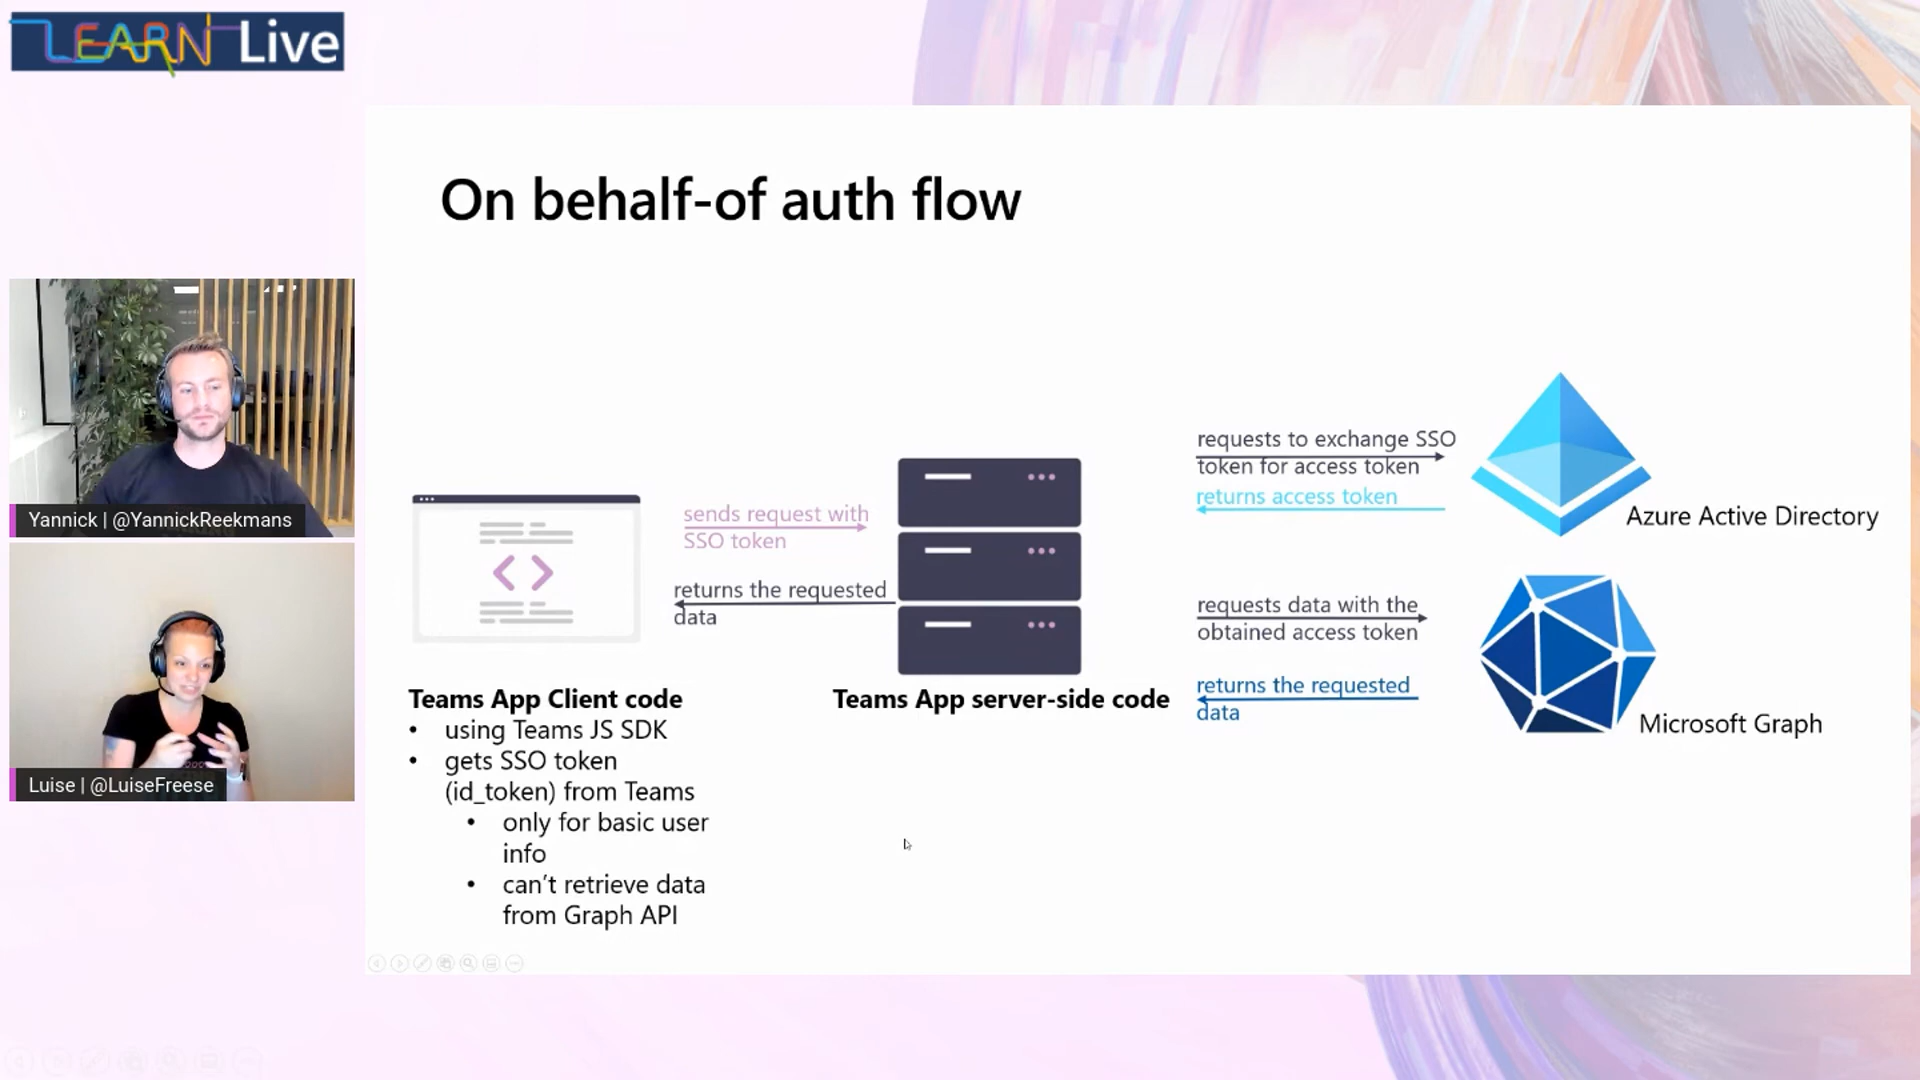 LEARN Live
On behalf-of auth flow
Yannick | @YannickReekmans
Luise | @LuiseFreese
sends request with
SSO token
returns the requested
data
requests to exchange SSO
token for access token
returns access token
Azure Active Directory
requests data with the
obtained access token
returns the requested
data
Microsoft Graph
Teams App Client code
• using Teams JS SDK
• gets SSO token
(id_token) from Teams
• only for basic user
info
• can’t retrieve data
from Graph API
Teams App server-side code